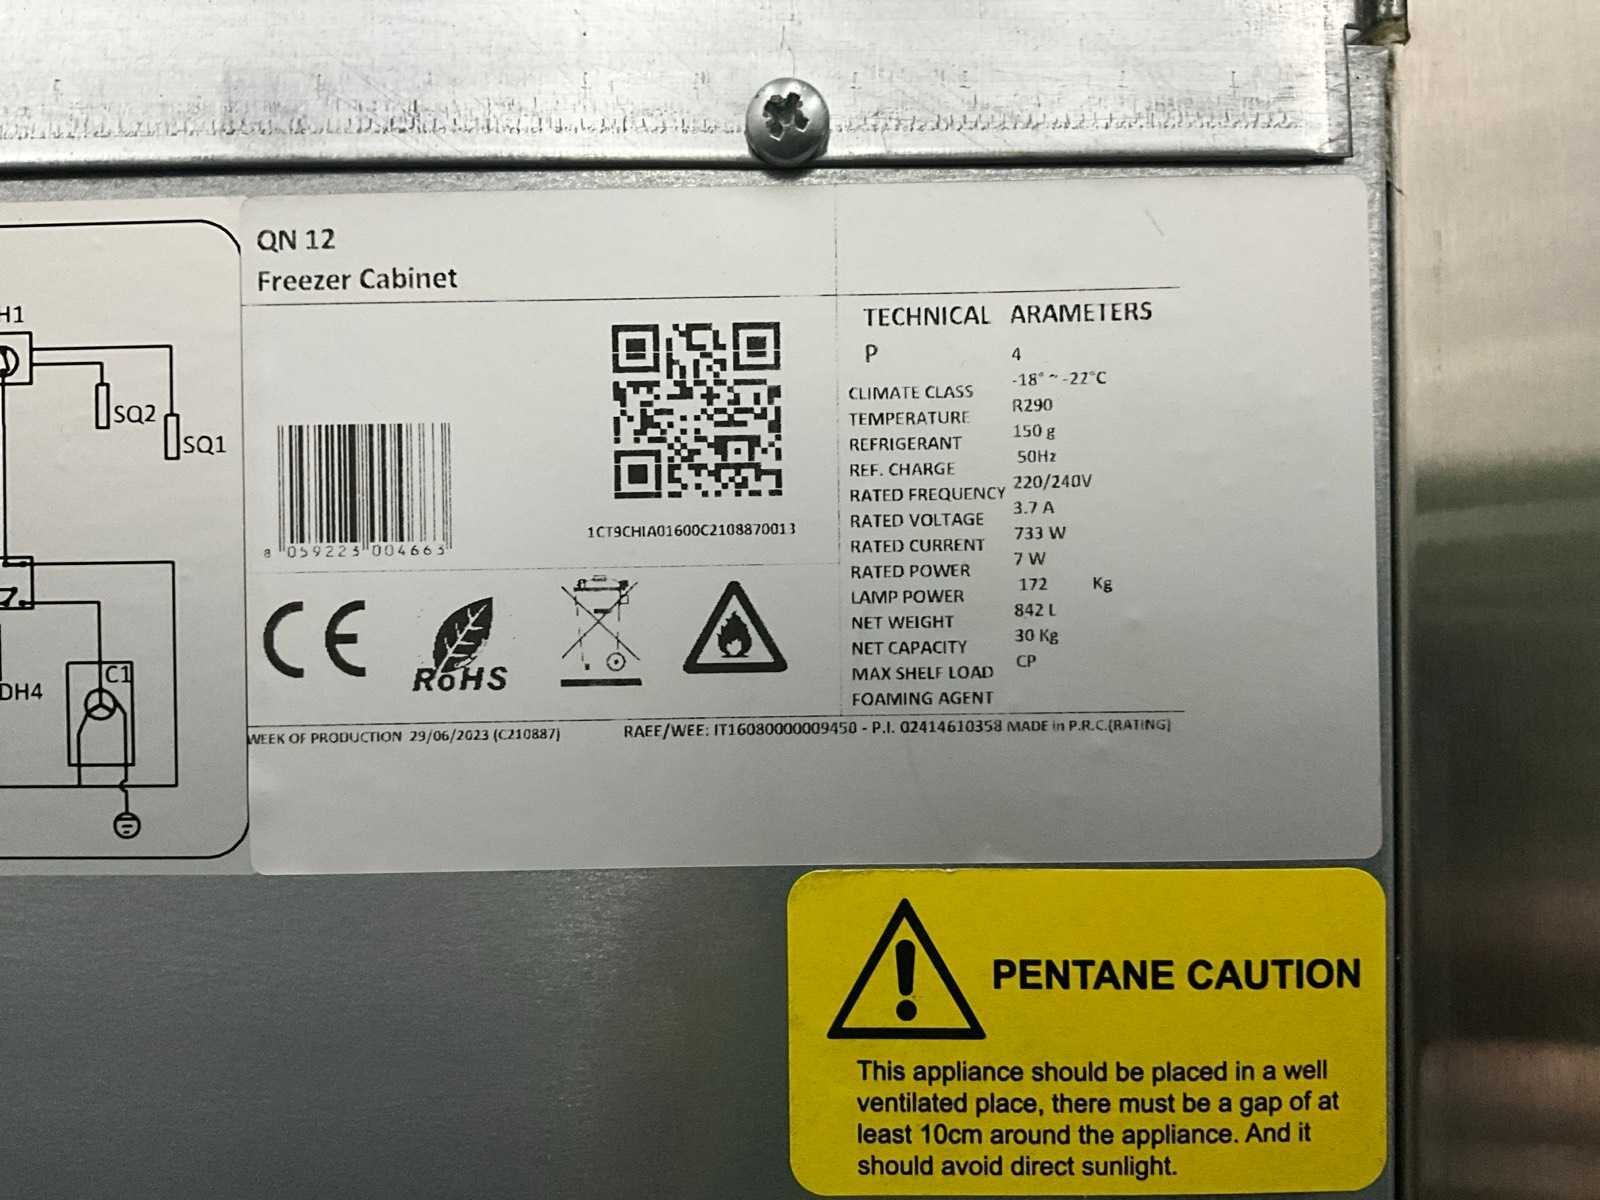 QN 12
Freezer Cabinet
H1
SQ2
SQ1
C1
DH4
1CT9CHIA01600C2108870013
8 059223 004663
CE
RoHS
TECHNICAL ARAMETERS
P
4
CLIMATE CLASS -18° ~ -22°C
TEMPERATURE R290
REFRIGERANT 150 g
REF. CHARGE 50Hz
RATED FREQUENCY 220/240V
RATED VOLTAGE 3.7 A
RATED CURRENT 733 W
RATED POWER 7 W
LAMP POWER 172 Kg
NET WEIGHT 842 L
NET CAPACITY 30 Kg
MAX SHELF LOAD CP
FOAMING AGENT
WEEK OF PRODUCTION 29/06/2023 (C210887)
RAEE/WEE: IT16080000009450 - P.I. 02414610358 MADE in P.R.C.(RATING)
PENTANE CAUTION
This appliance should be placed in a well
ventilated place, there must be a gap of at
least 10cm around the appliance. And it
should avoid direct sunlight.